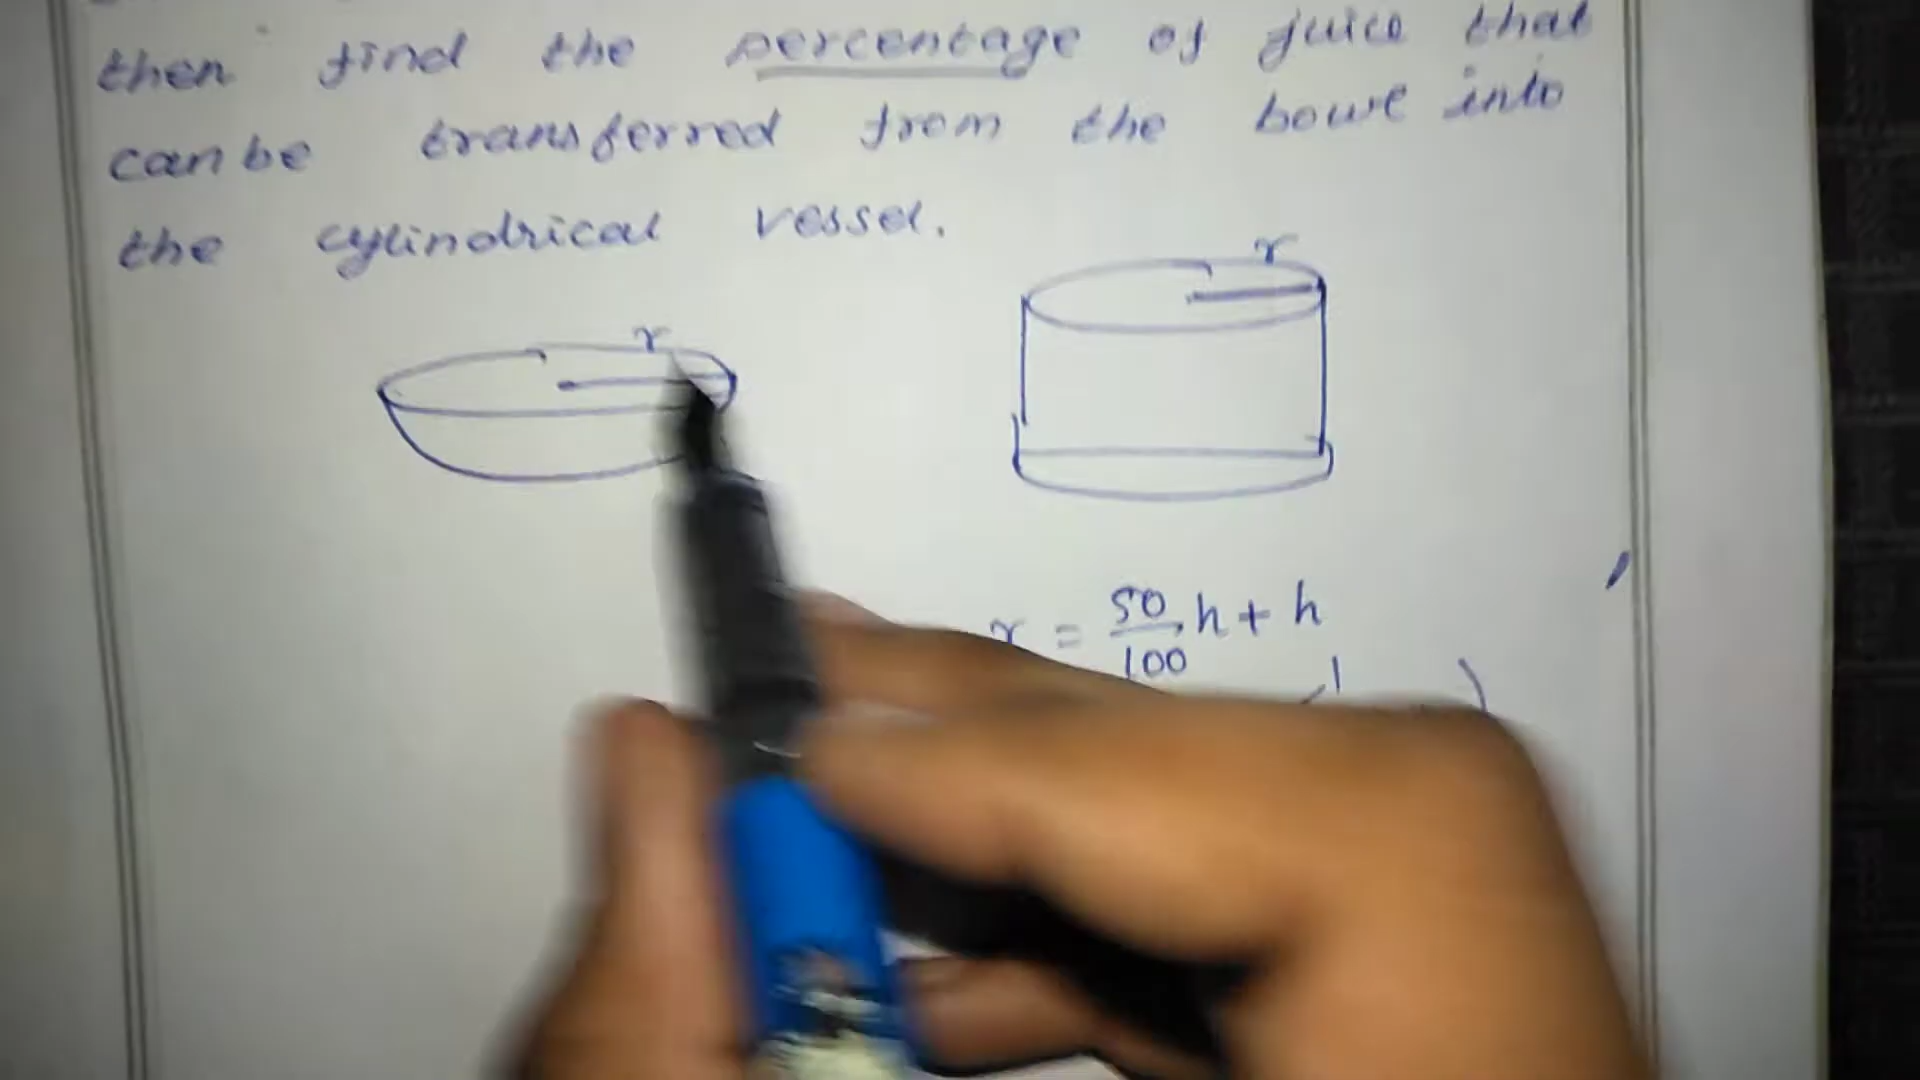 then find the percentage of juice that
can be transferred from the bowl into
the cylindrical vessel.
r
r
r = 50/100 h + h